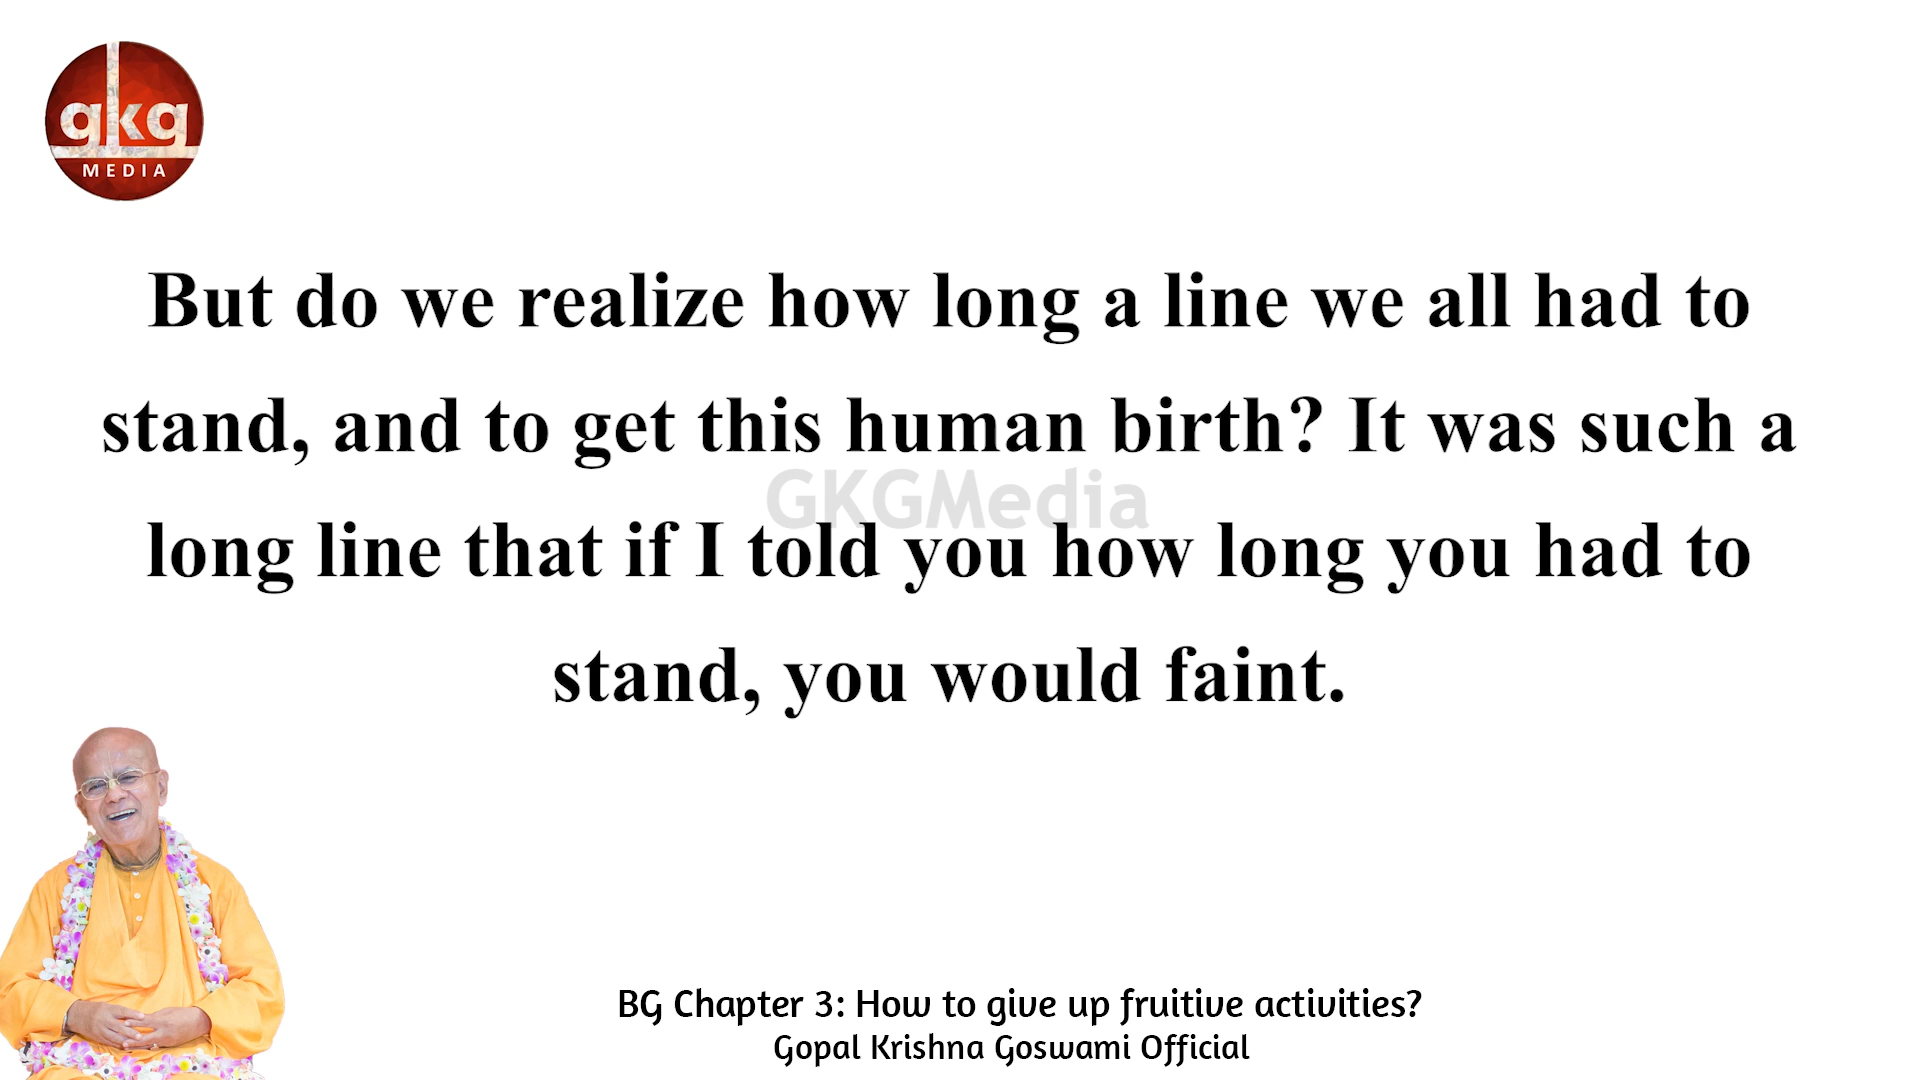 gkg
MEDIA
But do we realize how long a line we all had to
stand, and to get this human birth? It was such a
GKGMedia
long line that if I told you how long you had to
stand, you would faint.
BG Chapter 3: How to give up fruitive activities?
Gopal Krishna Goswami Official